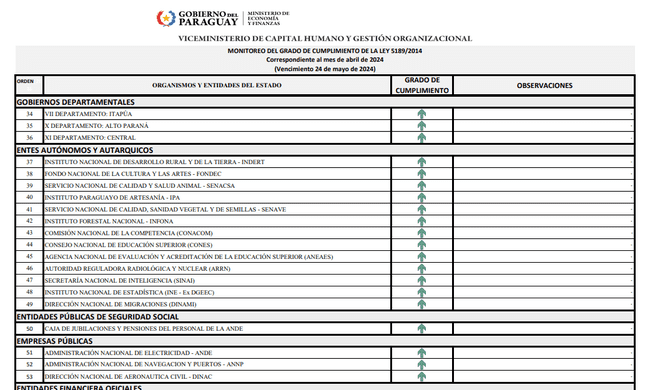 GOBIERNO DEL
PARAGUAY
MINISTERIO DE
ECONOMÍA
Y FINANZAS
VICEMINISTERIO DE CAPITAL HUMANO Y GESTIÓN ORGANIZACIONAL
MONITOREO DEL GRADO DE CUMPLIMIENTO DE LA LEY 5189/2014
Correspondiente al mes de abril de 2024
(Vencimiento 24 de mayo de 2024)
ORDEN ORGANISMOS Y ENTIDADES DEL ESTADO GRADO DE CUMPLIMIENTO OBSERVACIONES
GOBIERNOS DEPARTAMENTALES
34 VII DEPARTAMENTO: ITAPÚA -
35 X DEPARTAMENTO: ALTO PARANÁ -
36 XI DEPARTAMENTO: CENTRAL -
ENTES AUTÓNOMOS Y AUTARQUICOS
37 INSTITUTO NACIONAL DE DESARROLLO RURAL Y DE LA TIERRA - INDERT -
38 FONDO NACIONAL DE LA CULTURA Y LAS ARTES - FONDEC -
39 SERVICIO NACIONAL DE CALIDAD Y SALUD ANIMAL - SENACSA -
40 INSTITUTO PARAGUAYO DE ARTESANÍA - IPA -
41 SERVICIO NACIONAL DE CALIDAD, SANIDAD VEGETAL Y DE SEMILLAS - SENAVE -
42 INSTITUTO FORESTAL NACIONAL - INFONA -
43 COMISIÓN NACIONAL DE LA COMPETENCIA (CONACOM) -
44 CONSEJO NACIONAL DE EDUCACIÓN SUPERIOR (CONES) -
45 AGENCIA NACIONAL DE EVALUACIÓN Y ACREDITACIÓN DE LA EDUCACIÓN SUPERIOR (ANEAES) -
46 AUTORIDAD REGULADORA RADIOLÓGICA Y NUCLEAR (ARRN) -
47 SECRETARÍA NACIONAL DE INTELIGENCIA (SINAI) -
48 INSTITUTO NACIONAL DE ESTADÍSTICA (INE - Ex DGEEC) -
49 DIRECCIÓN NACIONAL DE MIGRACIONES (DINAMI) -
ENTIDADES PÚBLICAS DE SEGURIDAD SOCIAL
50 CAJA DE JUBILACIONES Y PENSIONES DEL PERSONAL DE LA ANDE -
EMPRESAS PÚBLICAS
51 ADMINISTRACIÓN NACIONAL DE ELECTRICIDAD - ANDE -
52 ADMINISTRACIÓN NACIONAL DE NAVEGACION Y PUERTOS - ANNP -
53 DIRECCIÓN NACIONAL DE AERONAUTICA CIVIL - DINAC -
ENTIDADES FINANCIERA OFICIALES